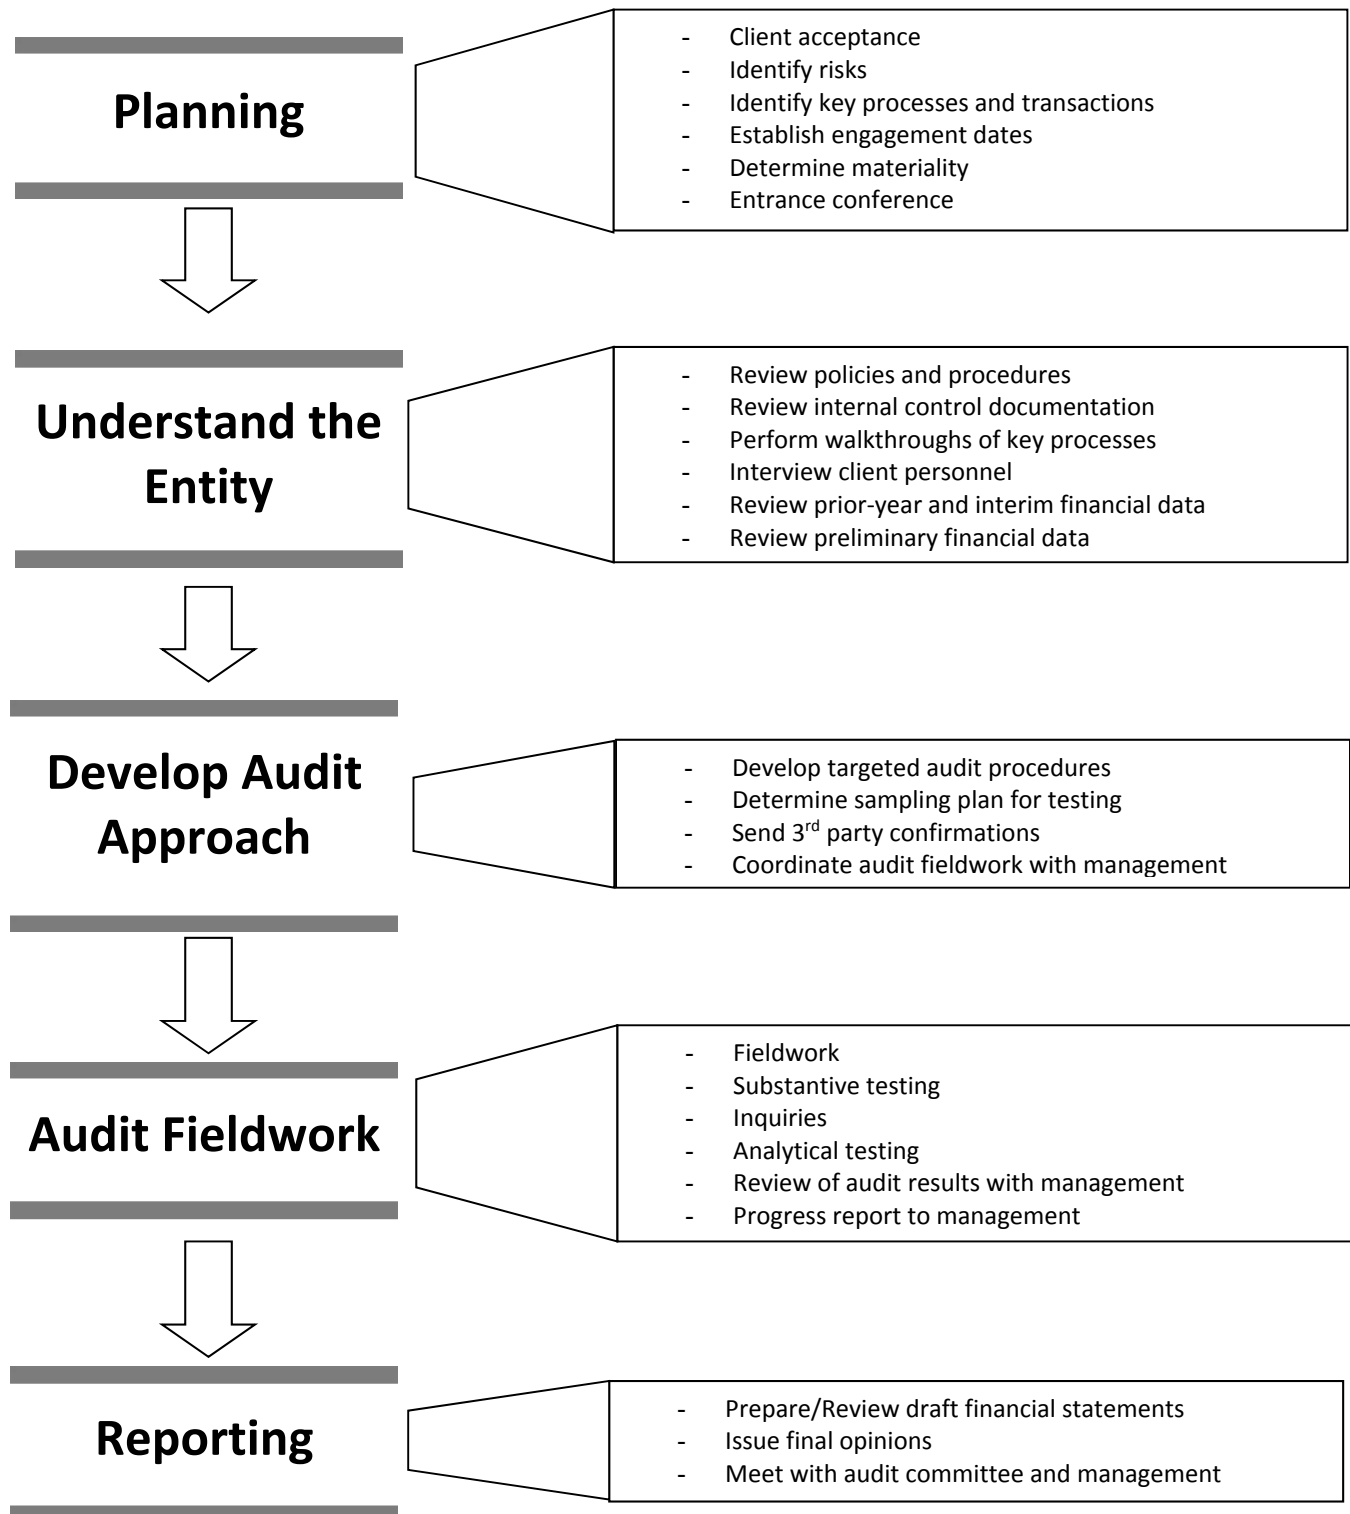 Planning
- Client acceptance
- Identify risks
- Identify key processes and transactions
- Establish engagement dates
- Determine materiality
- Entrance conference
Understand the
Entity
- Review policies and procedures
- Review internal control documentation
- Perform walkthroughs of key processes
- Interview client personnel
- Review prior-year and interim financial data
- Review preliminary financial data
Develop Audit
Approach
- Develop targeted audit procedures
- Determine sampling plan for testing
- Send 3rd party confirmations
- Coordinate audit fieldwork with management
Audit Fieldwork
- Fieldwork
- Substantive testing
- Inquiries
- Analytical testing
- Review of audit results with management
- Progress report to management
Reporting
- Prepare/Review draft financial statements
- Issue final opinions
- Meet with audit committee and management